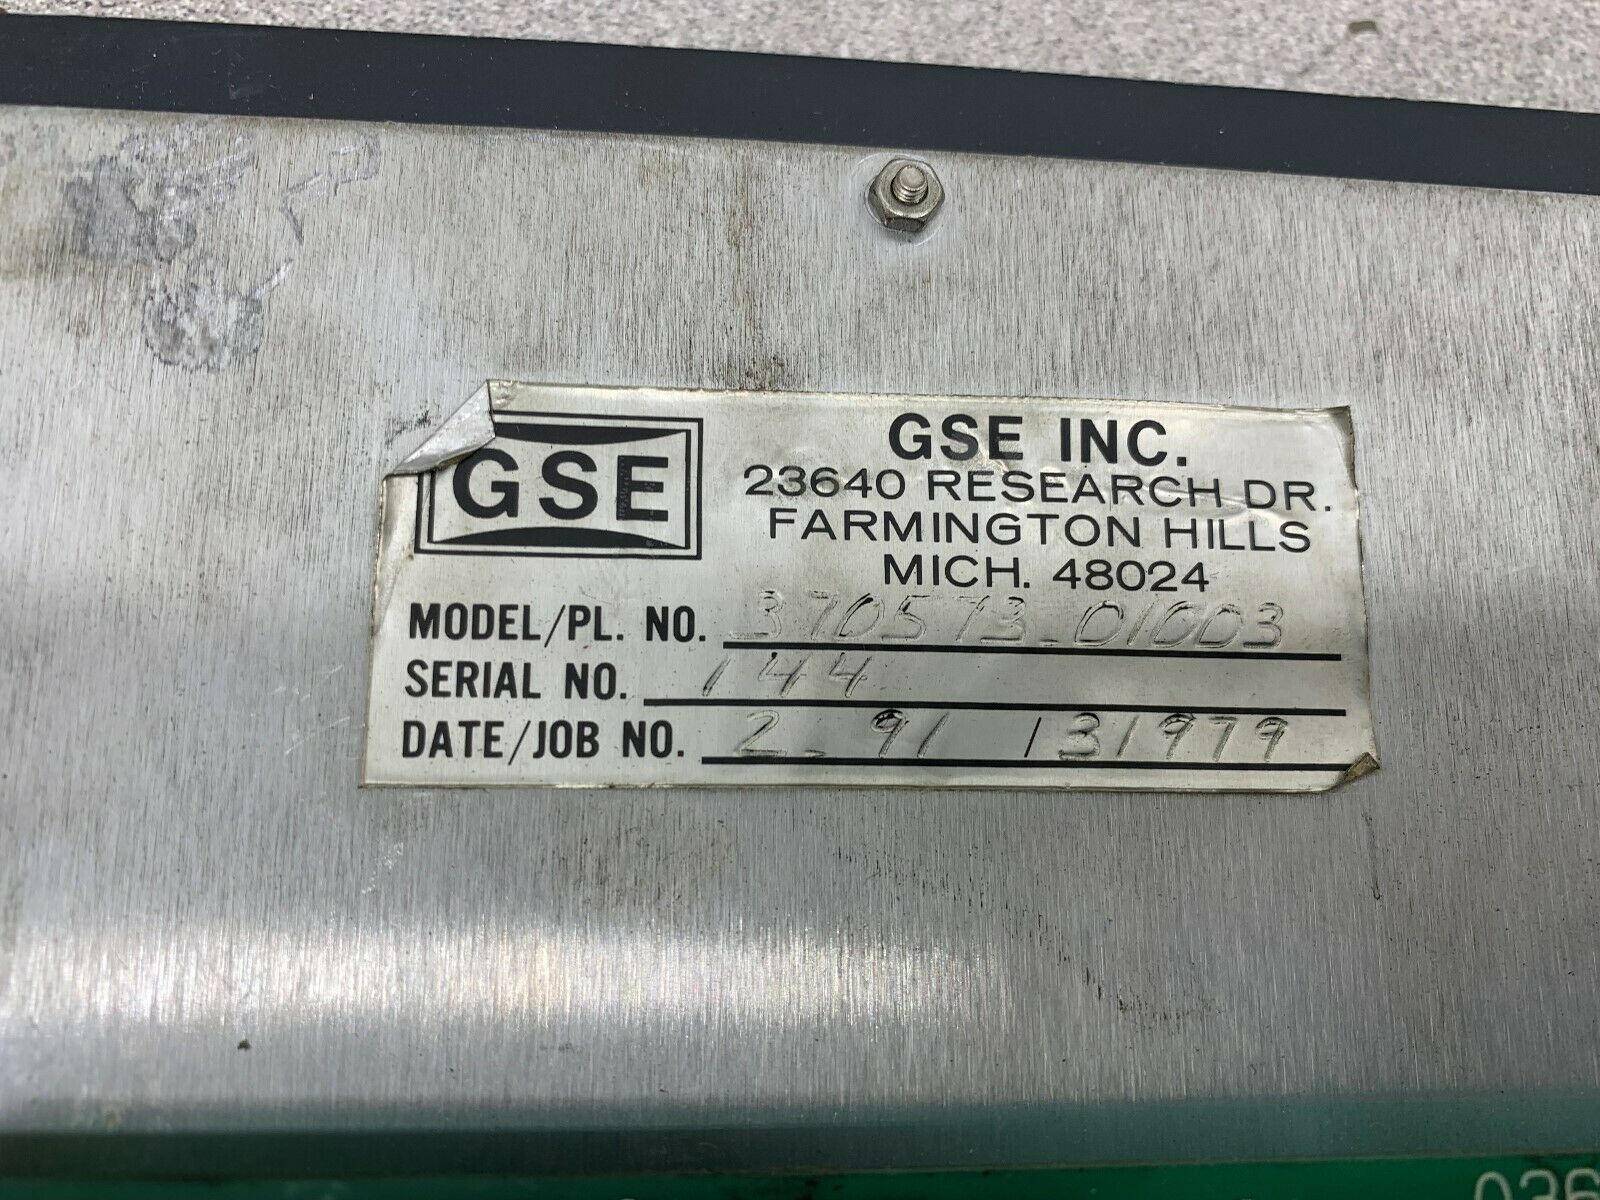 GSE
GSE INC.
23640 RESEARCH DR.
FARMINGTON HILLS
MICH. 48024
MODEL/PL. NO. 370573-01003
SERIAL NO. 144
DATE/JOB NO. 2-91 131979